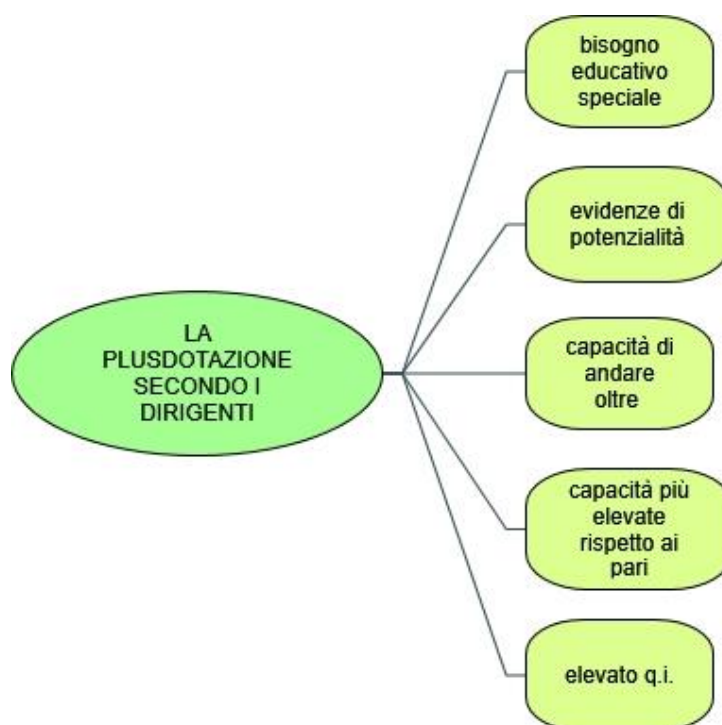 LA
PLUSDOTAZIONE
SECONDO I
DIRIGENTI
bisogno
educativo
speciale
evidenze di
potenzialità
capacità di
andare
oltre
capacità più
elevate
rispetto ai
pari
elevato q.i.